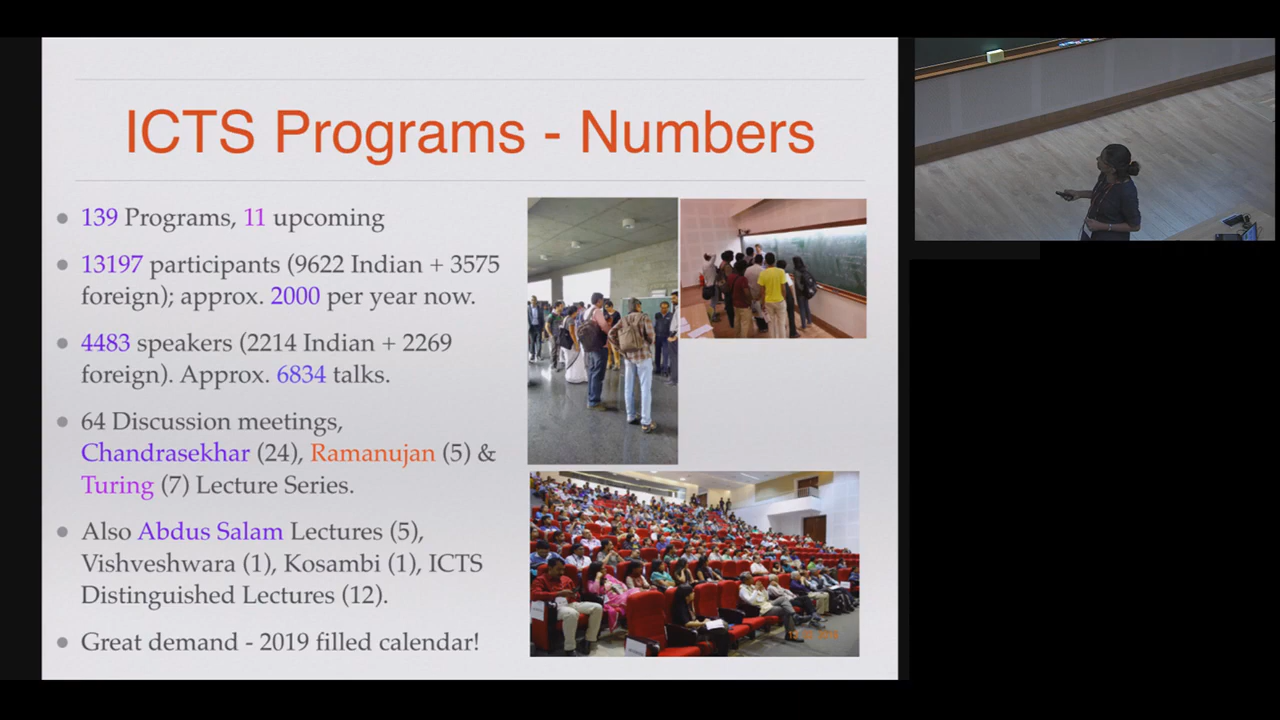 ICTS Programs - Numbers
139 Programs, 11 upcoming
13197 participants (9622 Indian + 3575
foreign); approx. 2000 per year now.
4483 speakers (2214 Indian + 2269
foreign). Approx. 6834 talks.
64 Discussion meetings,
Chandrasekhar (24), Ramanujan (5) &
Turing (7) Lecture Series.
Also Abdus Salam Lectures (5),
Vishveshwara (1), Kosambi (1), ICTS
Distinguished Lectures (12).
Great demand - 2019 filled calendar!